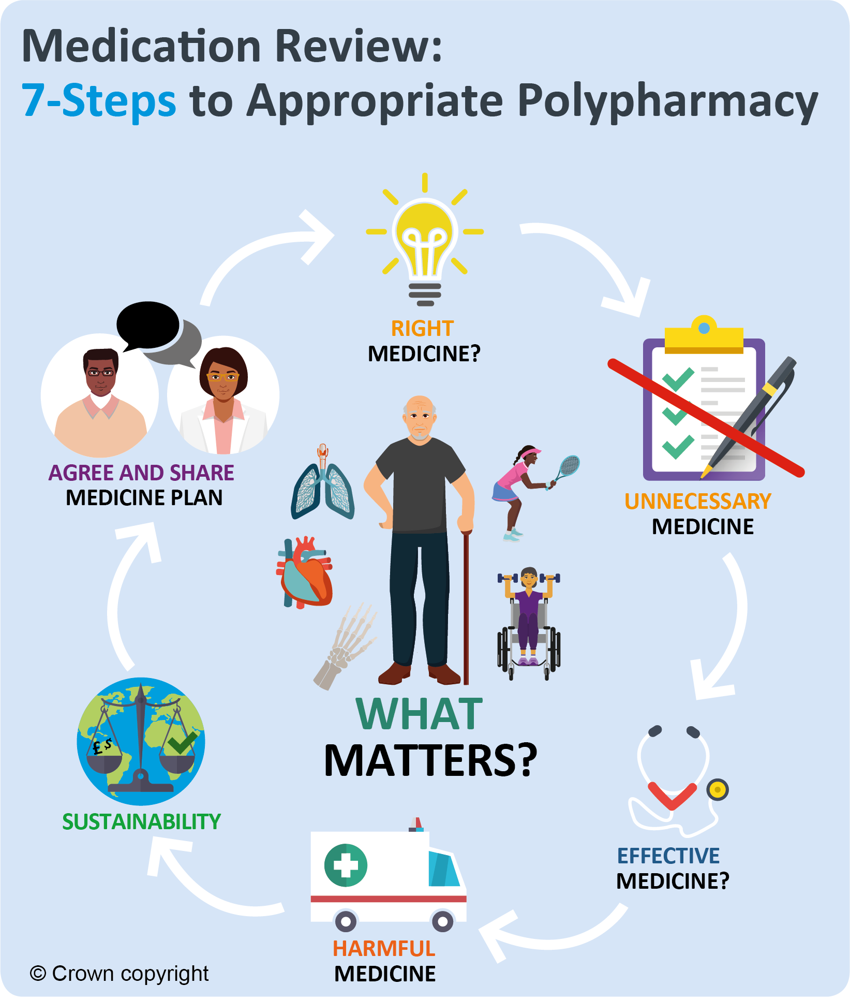 Medication Review:
7-Steps to Appropriate Polypharmacy
RIGHT
MEDICINE?
UNNECESSARY
MEDICINE
EFFECTIVE
MEDICINE?
HARMFUL
MEDICINE
SUSTAINABILITY
£ $
AGREE AND SHARE
MEDICINE PLAN
WHAT
MATTERS?
© Crown copyright